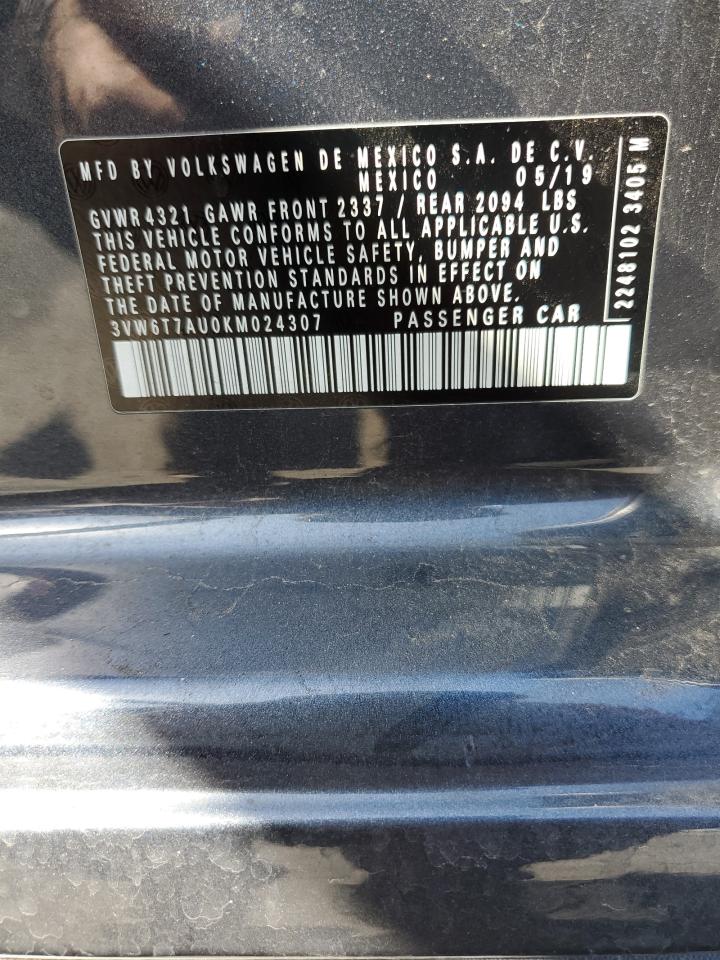 MFD BY VOLKSWAGEN DE MEXICO S.A. DE C.V.
MEXICO 05/19
GVWR 4321 GAWR FRONT 2337 / REAR 2094 LBS
THIS VEHICLE CONFORMS TO ALL APPLICABLE U.S.
FEDERAL MOTOR VEHICLE SAFETY, BUMPER AND
THEFT PREVENTION STANDARDS IN EFFECT ON
THE DATE OF MANUFACTURE SHOWN ABOVE.
3VW6T7AU0KM024307 PASSENGER CAR
2248102 3405 M